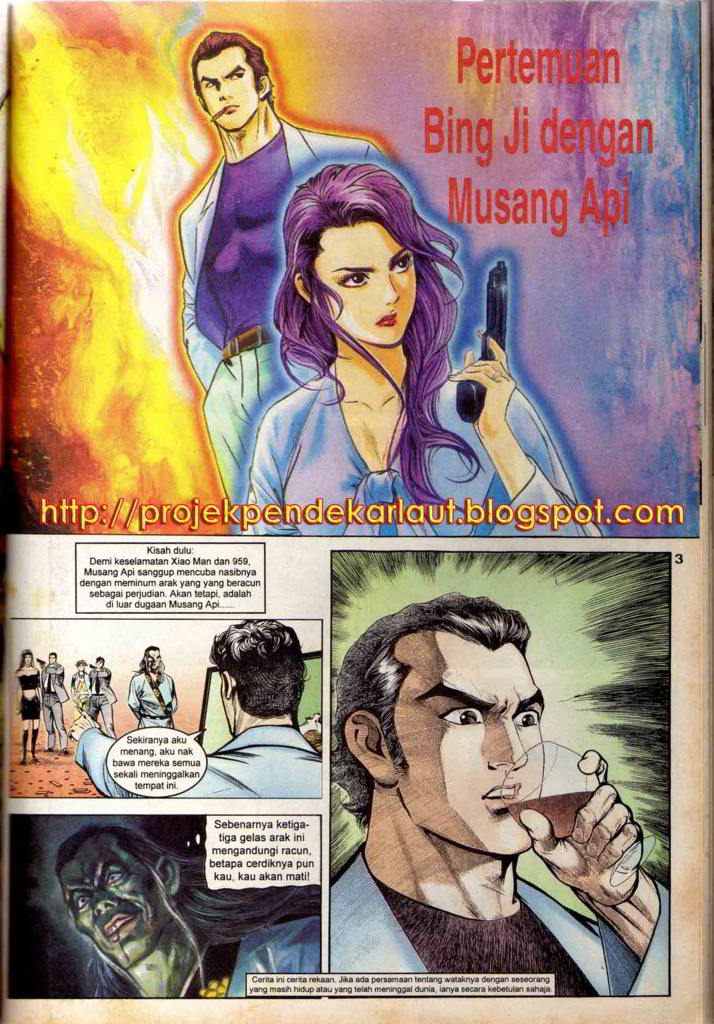 Pertemuan
Bing Ji dengan
Musang Api
http://projekpendekarlaut.blogspot.com
Kisah dulu:
Demi keselamatan Xiao Man dan 959,
Musang Api sanggup mencuba nasibnya
dengan meminum arak yang yang beracun
sebagai perjudian. Akan tetapi, adalah
di luar dugaan Musang Api......
3
Sekiranya aku
menang, aku nak
bawa mereka semua
sekali meninggalkan
tempat ini.
Sebenarnya ketiga-
tiga gelas arak ini
mengandungi racun,
betapa cerdiknya pun
kau, kau akan mati!
Cerita ini cerita rekaan. Jika ada persamaan tentang wataknya dengan seseorang
yang masih hidup atau yang telah meninggal dunia, ianya secara kebetulan sahaja.